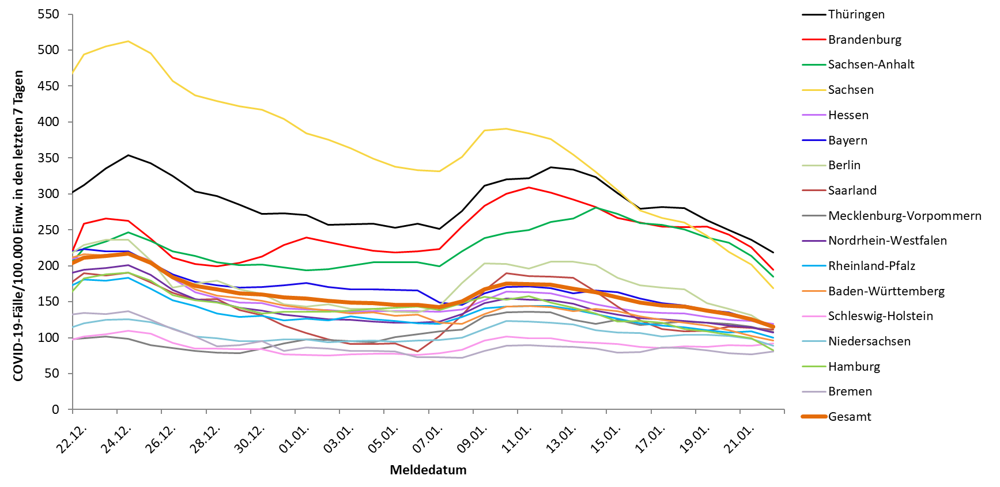 COVID-19-Fälle/100.000 Einw. in den letzten 7 Tagen
550
500
450
400
350
300
250
200
150
100
50
0
22.12.
24.12.
26.12.
28.12.
30.12.
01.01.
03.01.
05.01.
07.01.
09.01.
11.01.
13.01.
15.01.
17.01.
19.01.
21.01.
Meldedatum
Thüringen
Brandenburg
Sachsen-Anhalt
Sachsen
Hessen
Bayern
Berlin
Saarland
Mecklenburg-Vorpommern
Nordrhein-Westfalen
Rheinland-Pfalz
Baden-Württemberg
Schleswig-Holstein
Niedersachsen
Hamburg
Bremen
Gesamt